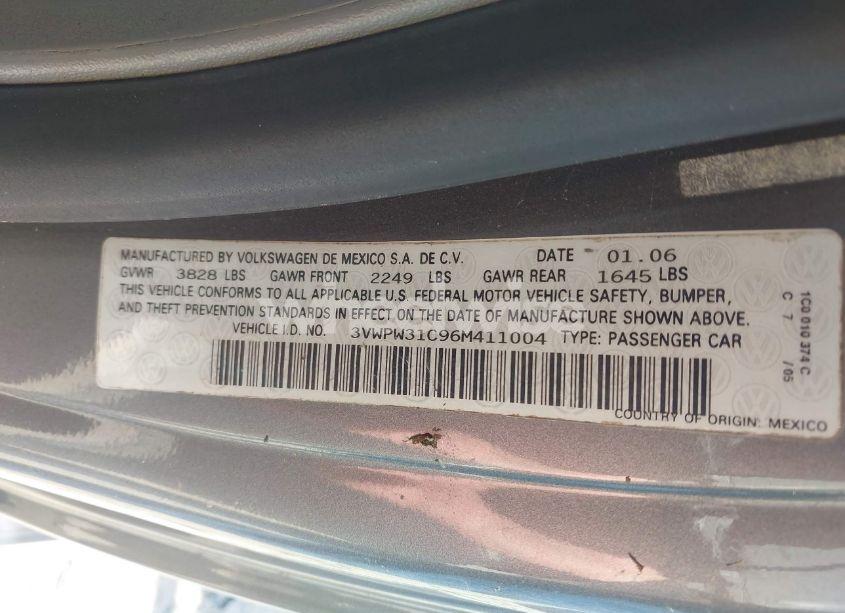 MANUFACTURED BY VOLKSWAGEN DE MEXICO S.A. DE C.V. DATE 01.06
GVWR 3828 LBS GAWR FRONT 2249 LBS GAWR REAR 1645 LBS
THIS VEHICLE CONFORMS TO ALL APPLICABLE U.S. FEDERAL MOTOR VEHICLE SAFETY, BUMPER,
AND THEFT PREVENTION STANDARDS IN EFFECT ON THE DATE OF MANUFACTURE SHOWN ABOVE.
VEHICLE I.D. NO. 3VWPW31C96M411004 TYPE: PASSENGER CAR
COUNTRY OF ORIGIN: MEXICO
1C0 010 374 C
C 7 /05